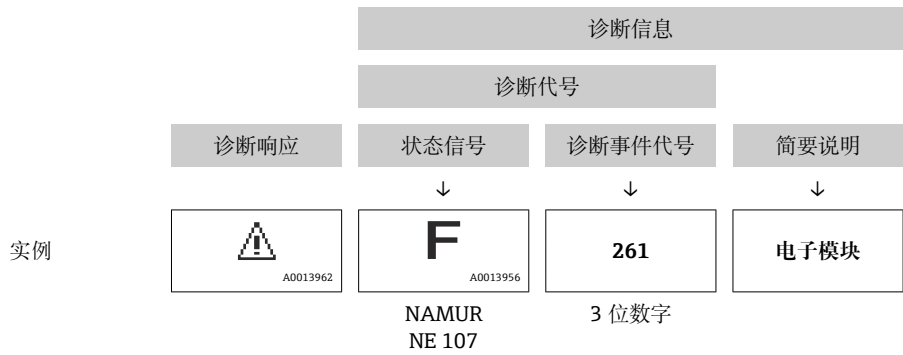 诊断信息
诊断代号
诊断响应 状态信号 诊断事件代号 简要说明
↓ ↓ ↓
实例 A0013962 F A0013956 261 电子模块
NAMUR 3 位数字
NE 107